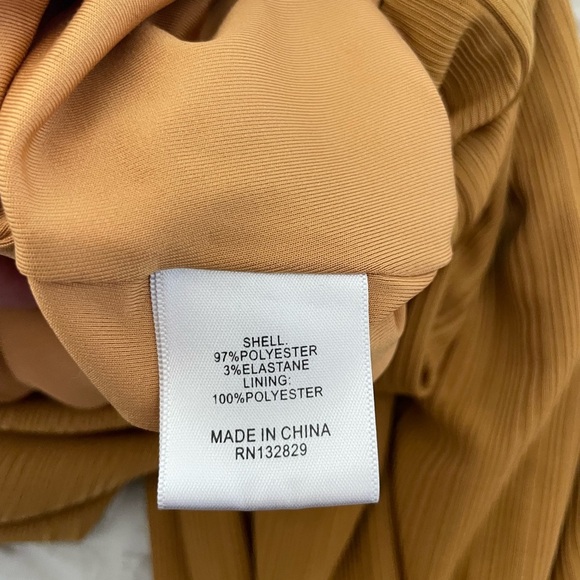 SHELL:
97%POLYESTER
3%ELASTANE
LINING:
100%POLYESTER
MADE IN CHINA
RN132829